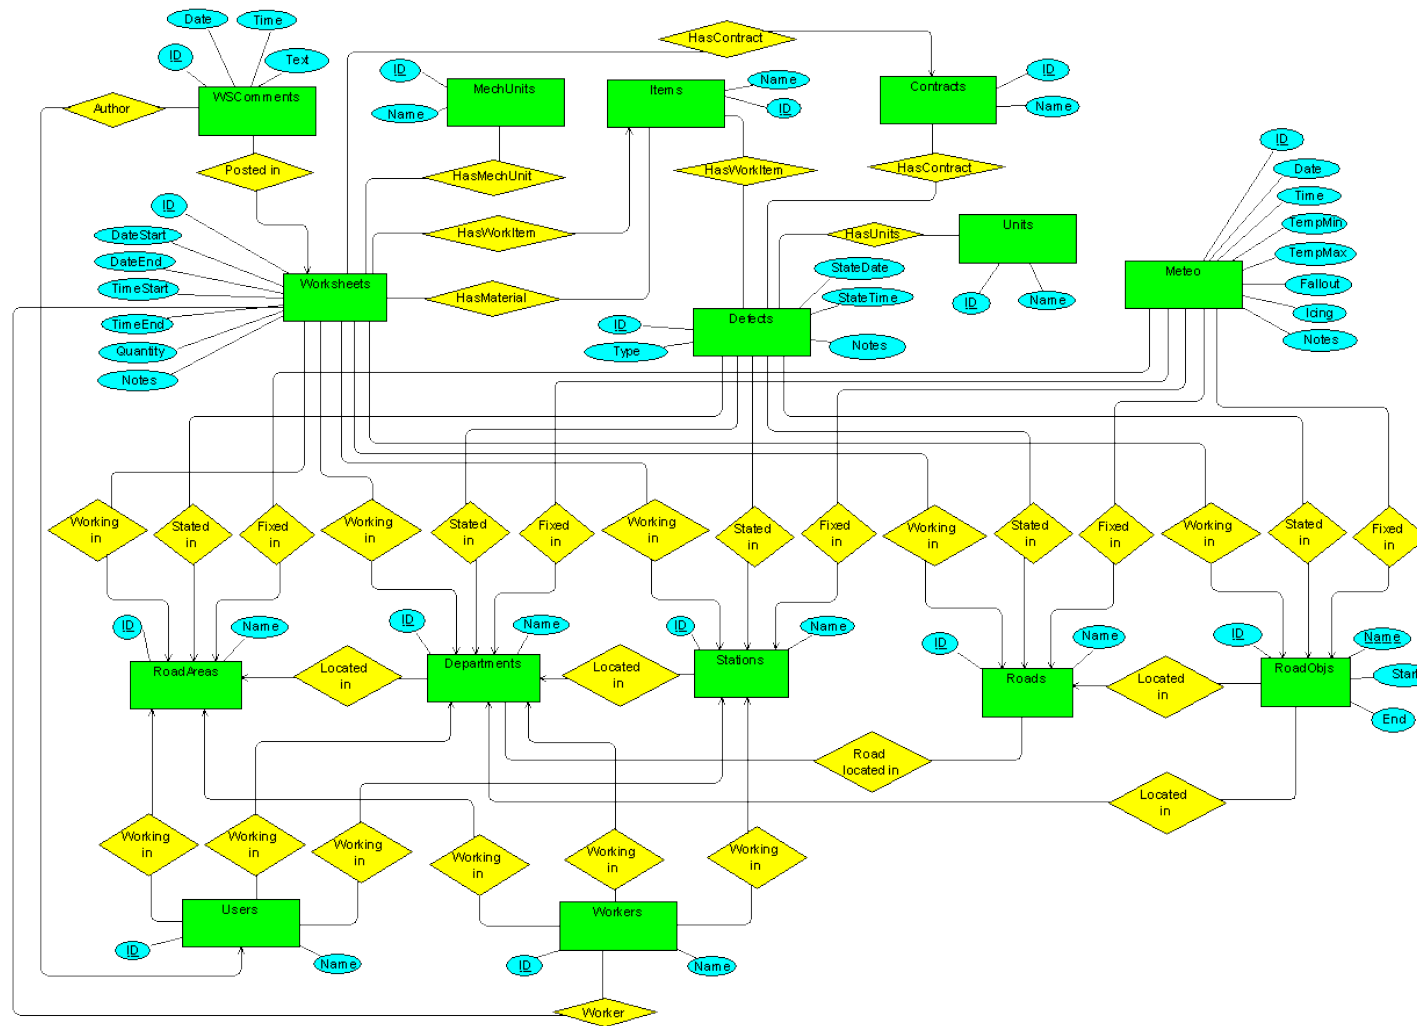 Date
Time
ID
Text
WSComments
Author
Posted in
HasContract
ID
MechUnits
Name
Items
Name
ID
Contracts
ID
Name
HasMechUnit
HasWorkItem
HasContract
HasWorkItem
HasMaterial
HasUnits
Units
ID
Name
ID
DateStart
DateEnd
TimeStart
TimeEnd
Quantity
Notes
Worksheets
StateDate
StateTime
ID
Type
Defects
Notes
ID
Date
Time
TempMin
TempMax
Fallout
Icing
Notes
Meteo
Working
in
Stated
in
Fixed
in
Working
in
Stated
in
Fixed
in
Working
in
Stated
in
Fixed
in
Working
in
Stated
in
Fixed
in
Working
in
Stated
in
Fixed
in
ID
Name
RoadAreas
Located
in
ID
Name
Departments
Located
in
ID
Name
Stations
ID
Name
Roads
Located
in
ID
Name
RoadObjs
Start
End
Road
located in
Located
in
Working
in
Working
in
Working
in
Working
in
Working
in
Working
in
Users
ID
Name
Workers
ID
Name
Worker